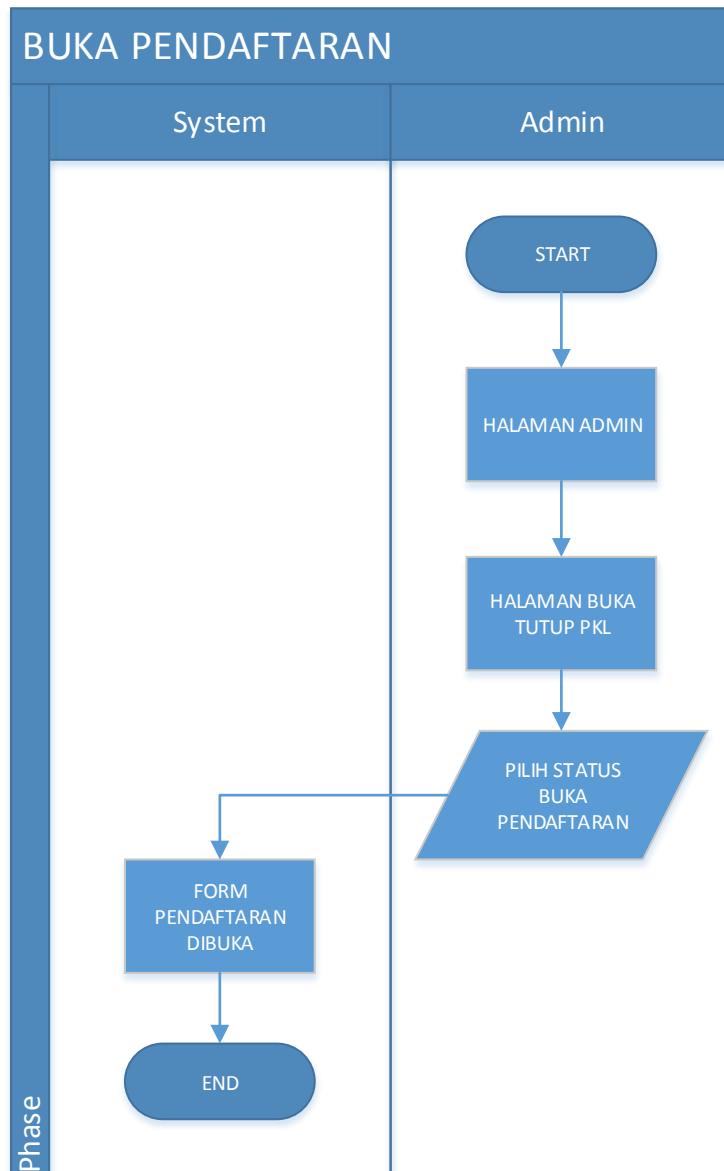 BUKA PENDAFTARAN
System
Admin
START
HALAMAN ADMIN
HALAMAN BUKA
TUTUP PKL
PILIH STATUS
BUKA
PENDAFTARAN
FORM
PENDAFTARAN
DIBUKA
END
Phase